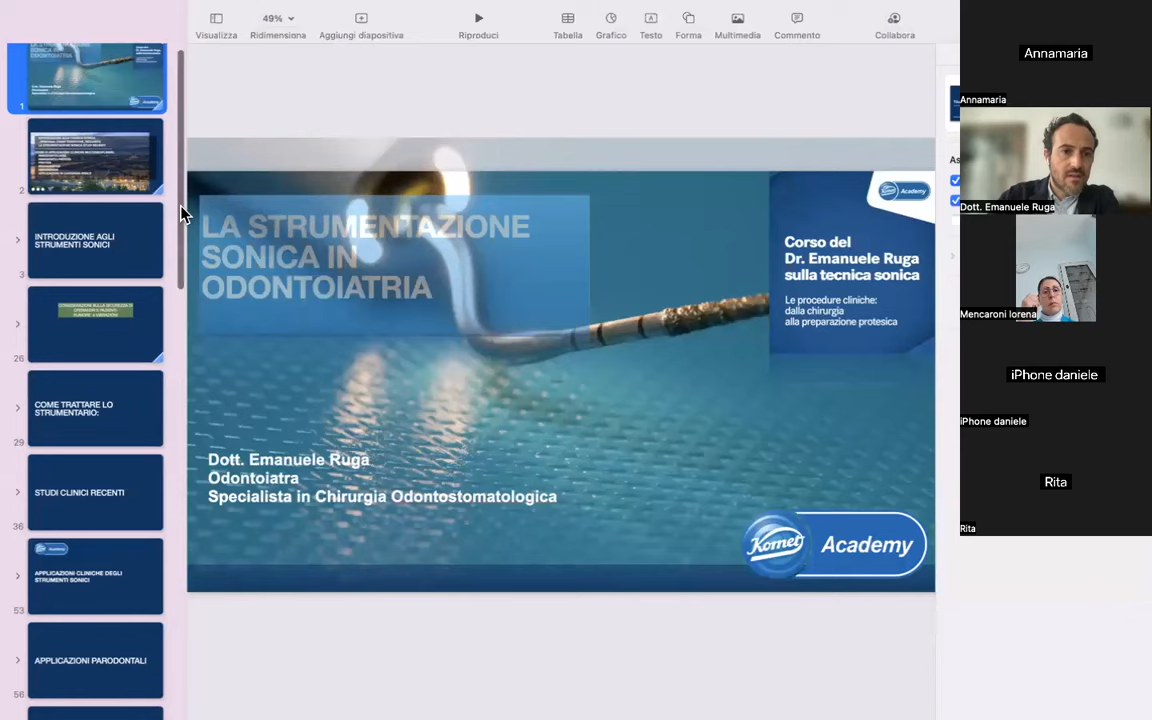 49%
Visualizza
Ridimensiona
Aggiungi diapositiva
Riproduci
Tabella
Grafico
Testo
Forma
Multimedia
Commento
Collabora
1
2
INTRODUZIONE AGLI
STRUMENTI SONICI
3
26
COME TRATTARE LO
STRUMENTARIO:
29
STUDI CLINICI RECENTI
36
Academy
APPLICAZIONI CLINICHE DEGLI
STRUMENTI SONICI
53
APPLICAZIONI PARODONTALI
56
LA STRUMENTAZIONE
SONICA IN
ODONTOIATRIA
Academy
Corso del
Dr. Emanuele Ruga
sulla tecnica sonica
Le procedure cliniche:
dalla chirurgia
alla preparazione protesica
Dott. Emanuele Ruga
Odontoiatra
Specialista in Chirurgia Odontostomatologica
Komet Academy
As
Annamaria
Annamaria
Dott. Emanuele Ruga
Mencaroni lorena
iPhone daniele
iPhone daniele
Rita
Rita